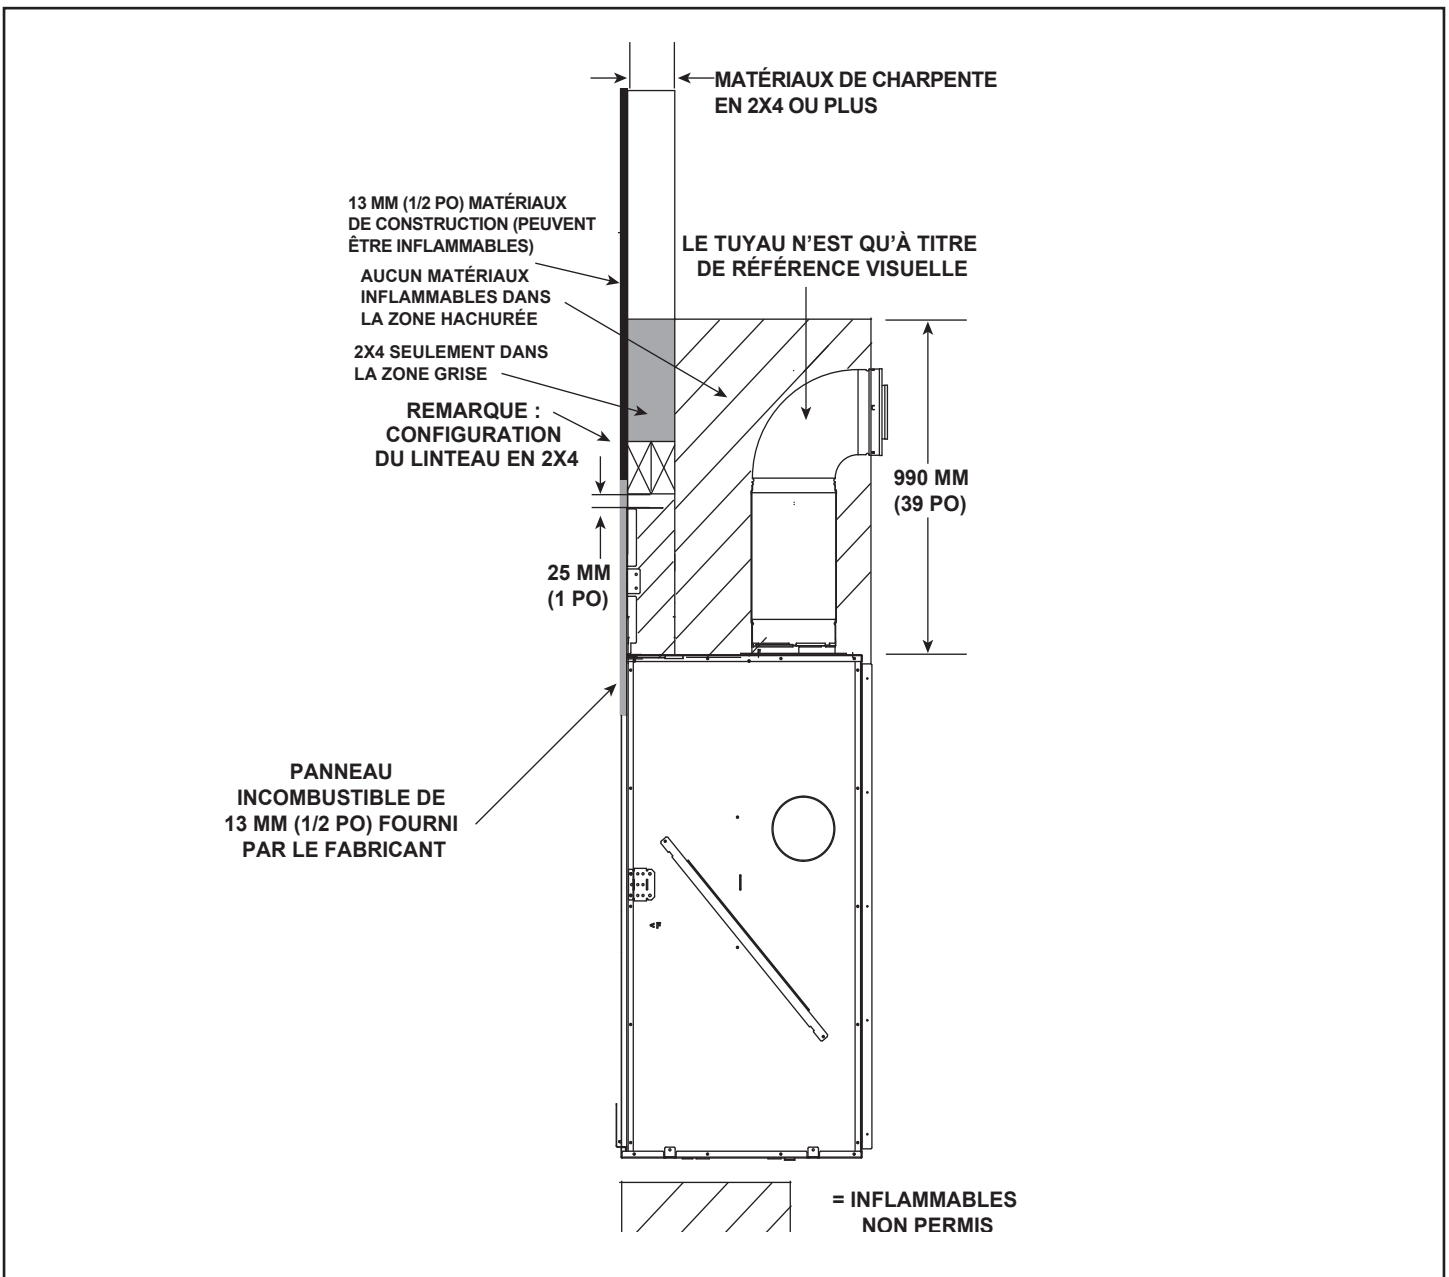 MATÉRIAUX DE CHARPENTE
EN 2X4 OU PLUS
13 MM (1/2 PO) MATÉRIAUX
DE CONSTRUCTION (PEUVENT
ÊTRE INFLAMMABLES)
LE TUYAU N'EST QU'À TITRE
DE RÉFÉRENCE VISUELLE
AUCUN MATÉRIAUX
INFLAMMABLES DANS
LA ZONE HACHURÉE
2X4 SEULEMENT DANS
LA ZONE GRISE
REMARQUE :
CONFIGURATION
DU LINTEAU EN 2X4
990 MM
(39 PO)
25 MM
(1 PO)
PANNEAU
INCOMBUSTIBLE DE
13 MM (1/2 PO) FOURNI
PAR LE FABRICANT
<F
= INFLAMMABLES
NON PERMIS